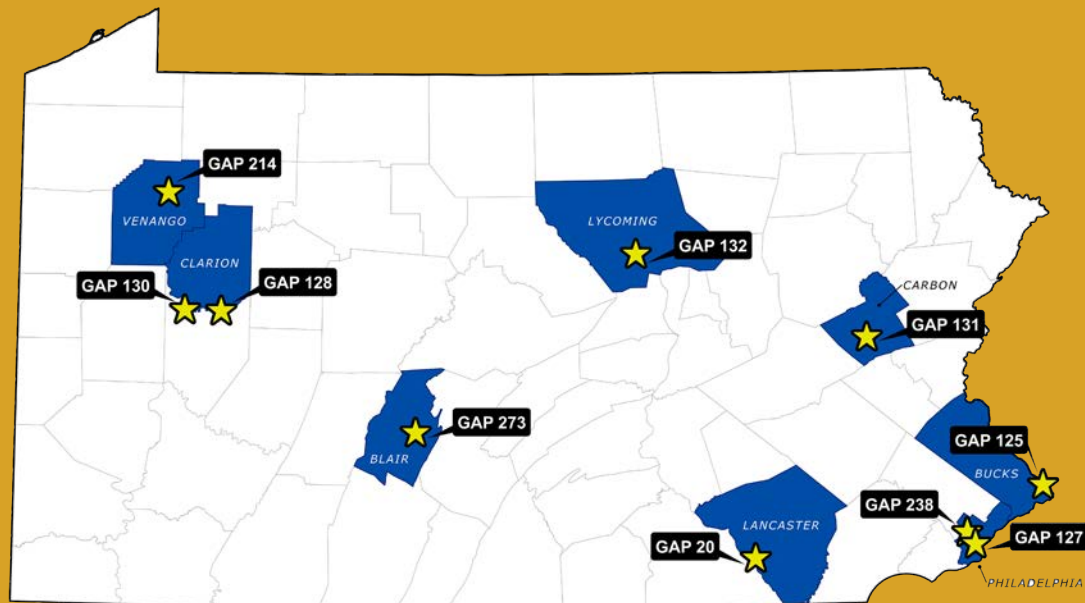 GAP 214
VENANGO
LYCOMING
GAP 132
CLARION
GAP 130
GAP 128
CARBON
GAP 131
GAP 273
BLAIR
GAP 125
BUCKS
GAP 238
LANCASTER
GAP 127
GAP 20
PHILADELPHIA